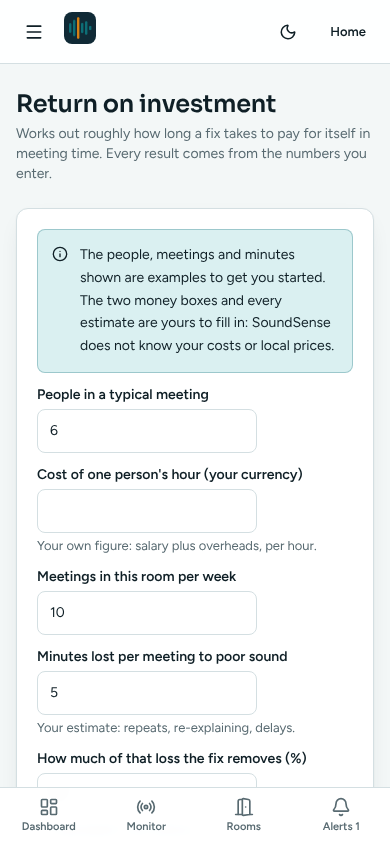 Home
Return on investment
Works out roughly how long a fix takes to pay for itself in
meeting time. Every result comes from the numbers you
enter.
The people, meetings and minutes
shown are examples to get you started.
The two money boxes and every
estimate are yours to fill in: SoundSense
does not know your costs or local prices.
People in a typical meeting
6
Cost of one person's hour (your currency)
Your own figure: salary plus overheads, per hour.
Meetings in this room per week
10
Minutes lost per meeting to poor sound
5
Your estimate: repeats, re-explaining, delays.
How much of that loss the fix removes (%)
Dashboard Monitor Rooms Alerts 1